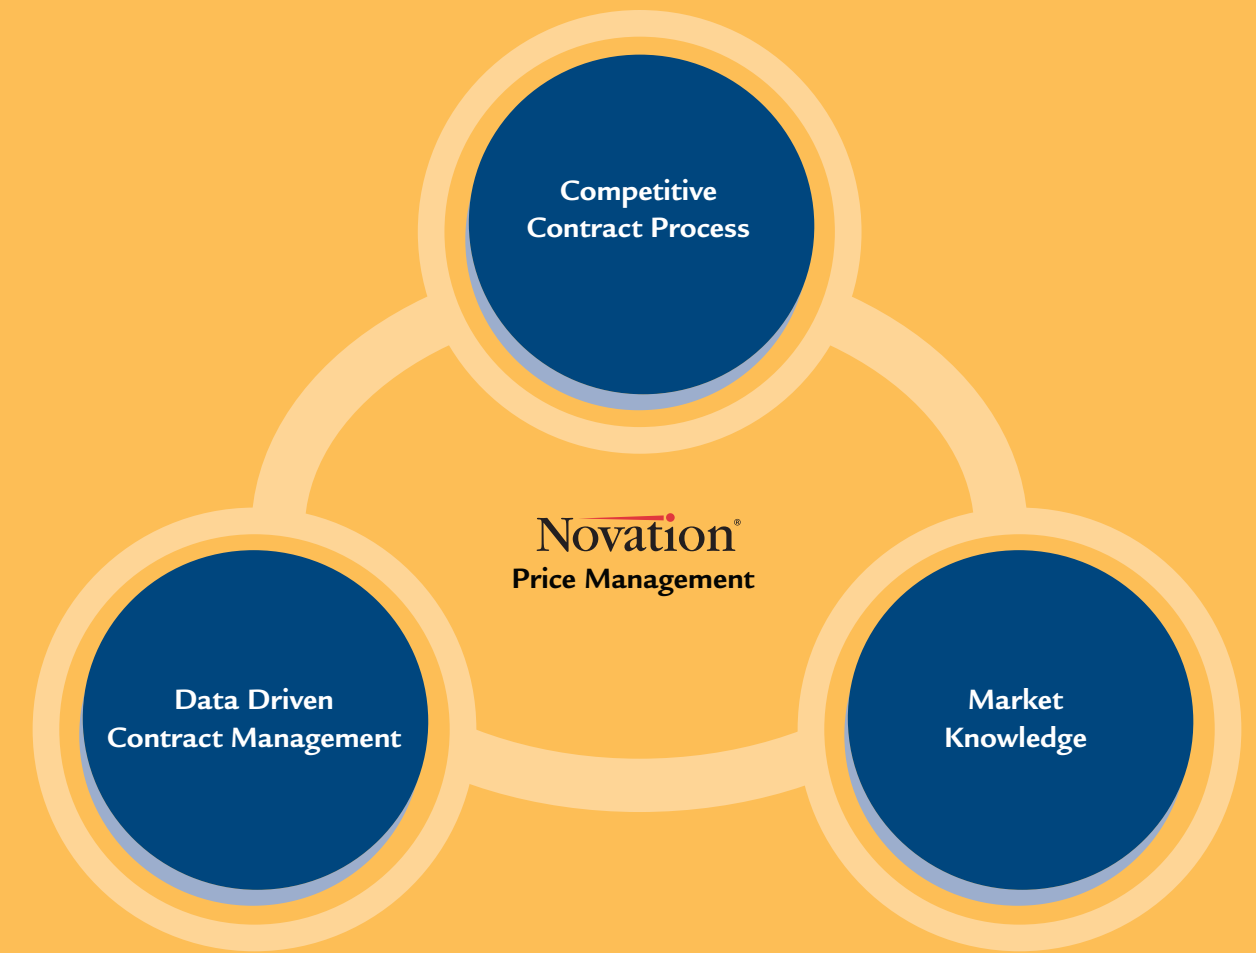 Competitive
Contract Process
Novation®
Price Management
Data Driven
Contract Management
Market
Knowledge